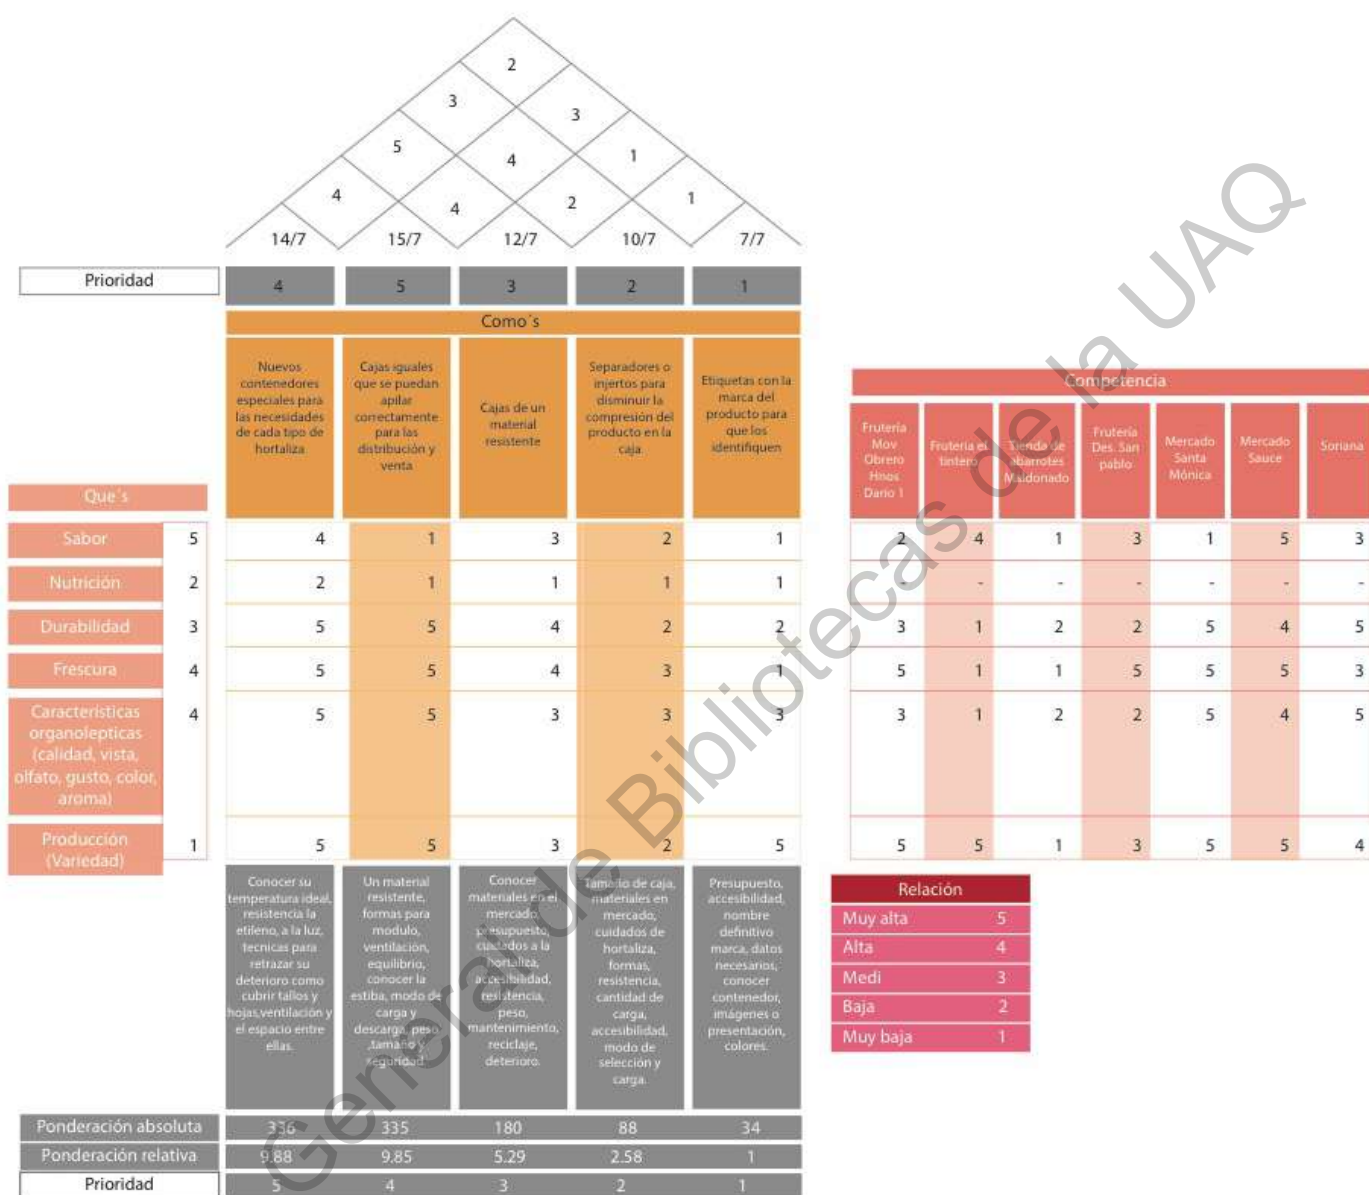 2
3
3
5
4
1
4
4
2
1
14/7 15/7 12/7 10/7 7/7
Prioridad 4 5 3 2 1
Como´s
Nuevos
contenedores
especiales para
las necesidades
de cada tipo de
hortaliza
Cajas iguales
que se puedan
apilar
correctamente
para las
distribución y
venta
Cajas de un
material
resistente
Separadores o
injertos para
disminuir la
compresión del
producto en la
caja
Etiquetas con la
marca del
producto para
que los
identifiquen
Competencia
Frutería
Mov
Obrero
Hnos
Dario 1
Fruteria el
tintero
Tienda de
abarrotes
Maldonado
Frutería
Des. San
pablo
Mercado
Santa
Mónica
Mercado
Sauce
Soriana
Que´s
Sabor 5 4 1 3 2 1 2 4 1 3 1 5 3
Nutrición 2 2 1 1 1 1 - - - - - - -
Durabilidad 3 5 5 4 2 2 3 1 2 2 5 4 5
Frescura 4 5 5 4 3 1 5 1 1 5 5 5 3
Características
organolepticas
(calidad, vista,
olfato, gusto, color,
aroma)
4 5 5 3 3 3 3 1 2 2 5 4 5
Producción
(Variedad)
1 5 5 3 2 5 5 5 1 3 5 5 4
Conocer su
temperatura ideal,
resistencia la
etileno, a la luz,
tecnicas para
retrazar su
deterioro como
cubrir tallos y
hojas,ventilación y
el espacio entre
ellas.
Un material
resistente,
formas para
modulo,
ventilación,
equilibrio,
conocer la
estiba, modo de
carga y
descarga, peso
,tamaño y
seguridad
Conocer
materiales en el
mercado,
presupuesto,
cuidados a la
hortaliza,
accesibilidad,
resistencia,
peso,
mantenimiento,
reciclaje,
deterioro.
Tamaño de caja,
materiales en
mercado,
cuidados de
hortaliza,
formas,
resistencia,
cantidad de
carga,
accesibilidad,
modo de
selección y
carga.
Presupuesto,
accesibilidad,
nombre
definitivo
marca, datos
necesarios,
conocer
contenedor,
imágenes o
presentación,
colores.
Relación
Muy alta 5
Alta 4
Medi 3
Baja 2
Muy baja 1
Ponderación absoluta 336 335 180 88 34
Ponderación relativa 9.88 9.85 5.29 2.58 1
Prioridad 5 4 3 2 1
General de Bibliotecas de la UAQ